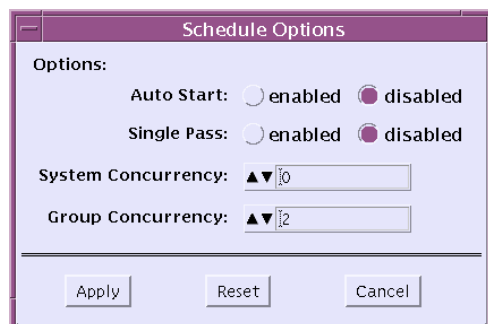 Schedule Options
Options:
Auto Start: enabled disabled
Single Pass: enabled disabled
System Concurrency: 0
Group Concurrency: 2
Apply Reset Cancel